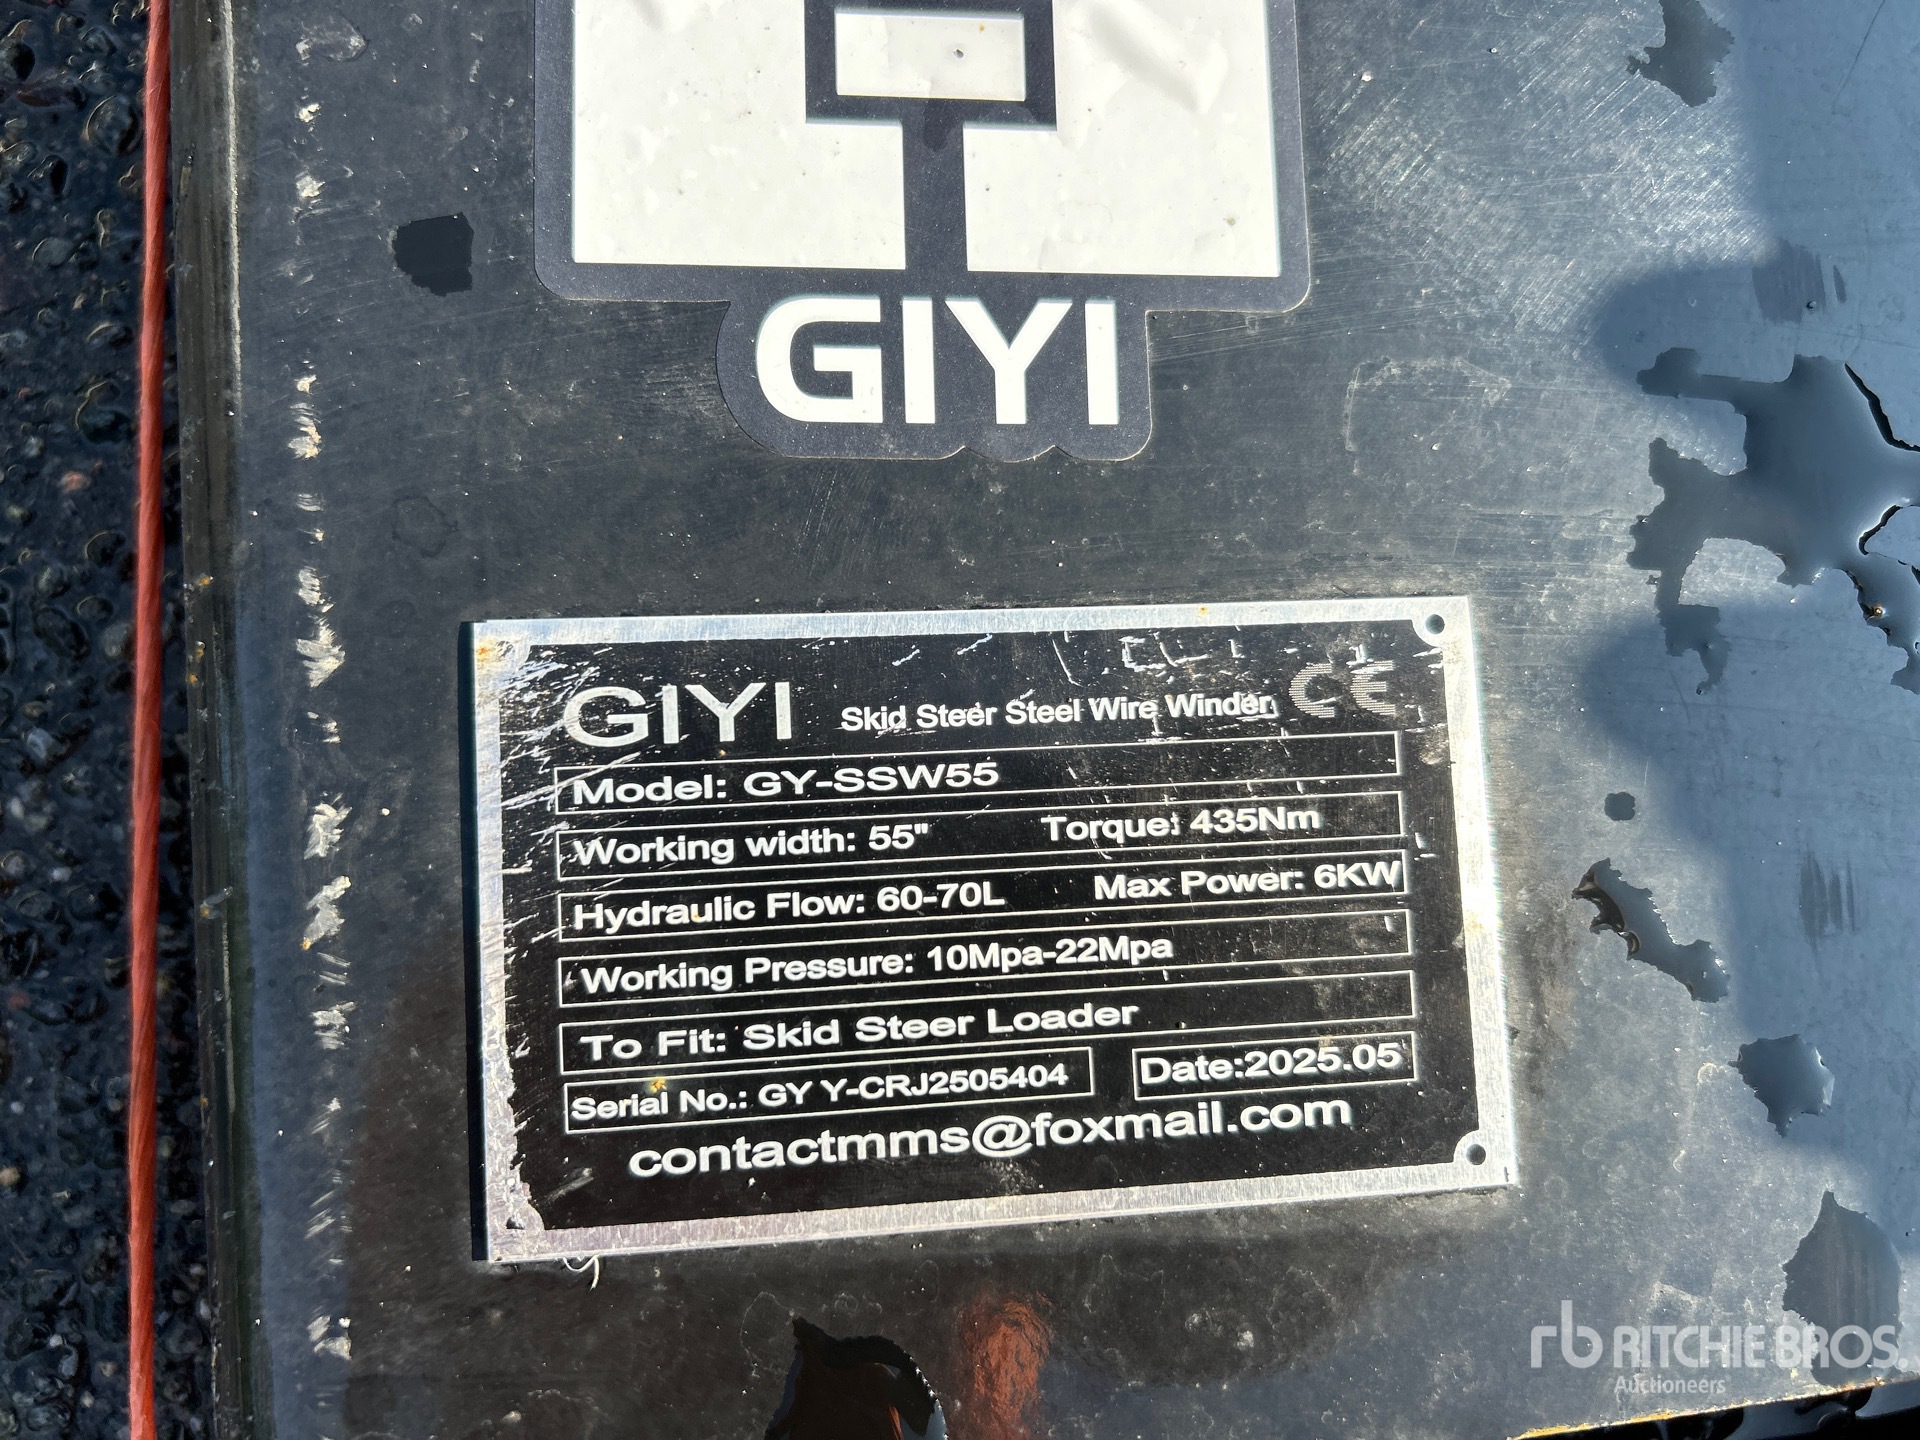 GIYI
GIYI Skid Steer Steel Wire Winder CE
Model: GY-SSW55
Working width: 55" Torque: 435Nm
Hydraulic Flow: 60-70L Max Power: 6KW
Working Pressure: 10Mpa-22Mpa
To Fit: Skid Steer Loader
Serial No.: GY Y-CRJ2505404 Date:2025.05
contactmms@foxmail.com
rb RITCHIE BROS.
Auctioneers